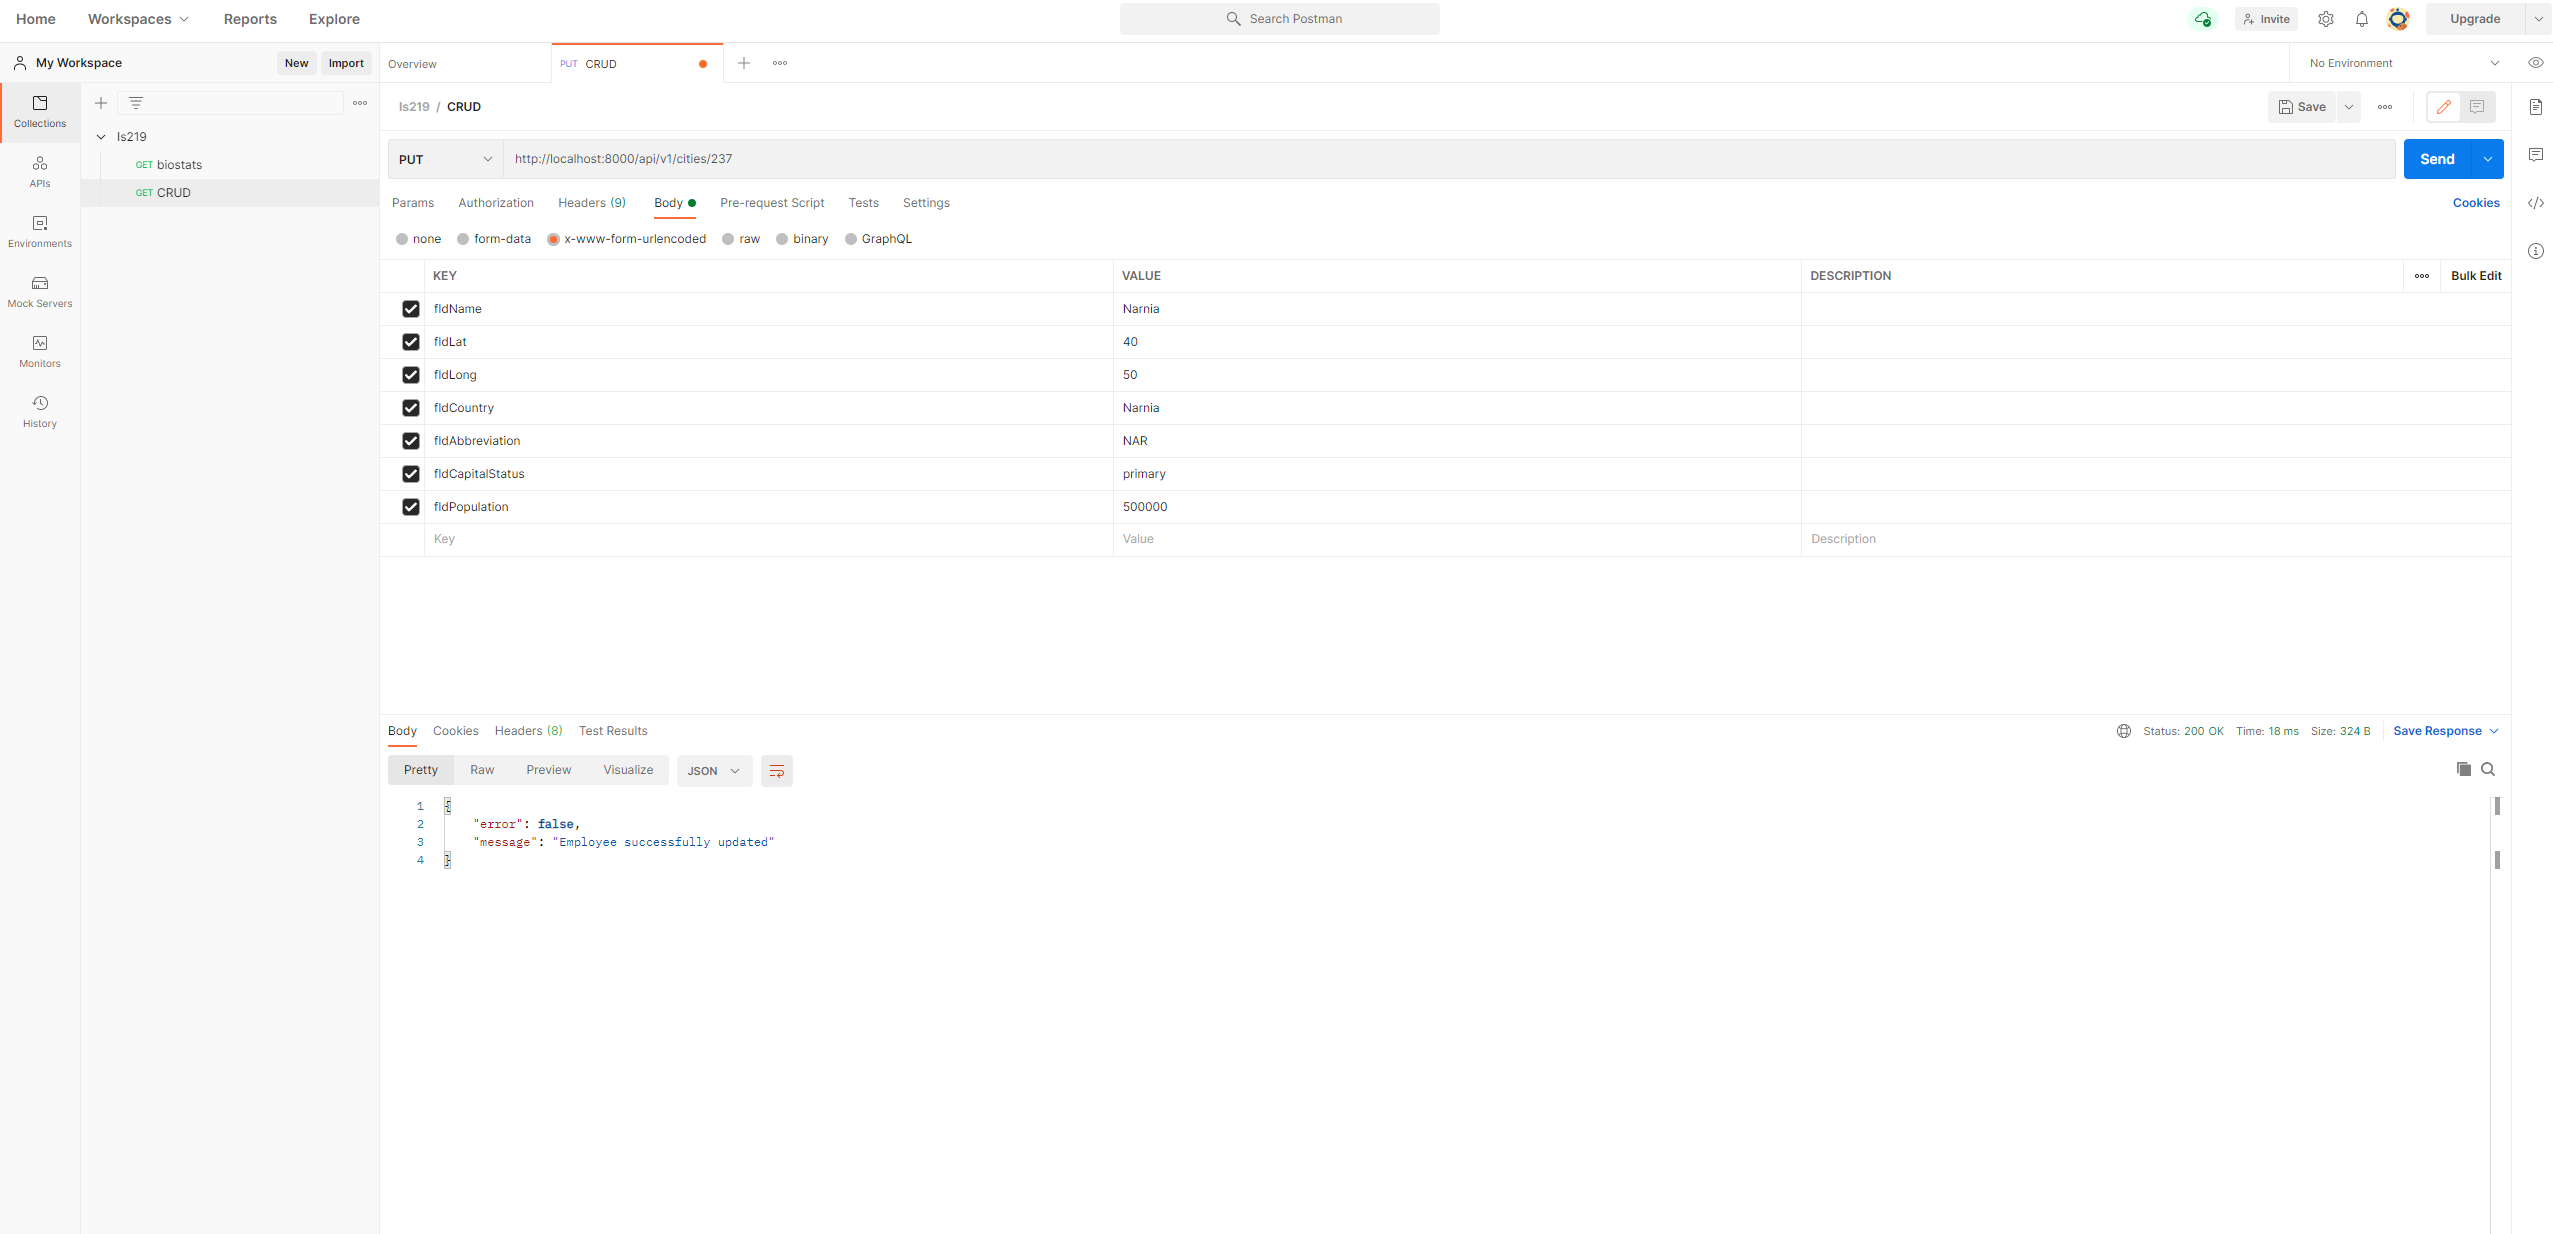 Home Workspaces Reports Explore Search Postman Invite Upgrade
My Workspace New Import Overview PUT CRUD No Environment
Is219 / CRUD Save
Collections
APIs
Environments
Mock Servers
Monitors
History
Is219
GET biostats
GET CRUD
PUT http://localhost:8000/api/v1/cities/237 Send
Params Authorization Headers (9) Body Pre-request Script Tests Settings Cookies
none form-data x-www-form-urlencoded raw binary GraphQL
KEY VALUE DESCRIPTION Bulk Edit
fldName Narnia
fldLat 40
fldLong 50
fldCountry Narnia
fldAbbreviation NAR
fldCapitalStatus primary
fldPopulation 500000
Key Value Description
Body Cookies Headers (8) Test Results Status: 200 OK Time: 18 ms Size: 324 B Save Response
Pretty Raw Preview Visualize JSON
1 {
2 "error": false,
3 "message": "Employee successfully updated"
4 }